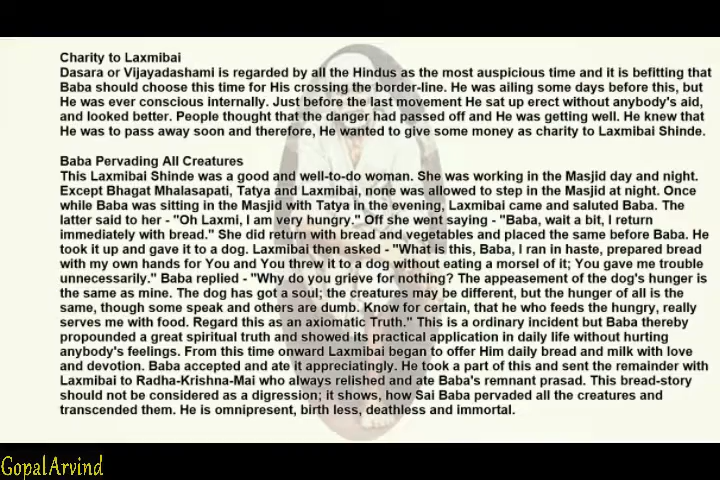 Charity to Laxmibai
Dasara or Vijayadashami is regarded by all the Hindus as the most auspicious time and it is befitting that
Baba should choose this time for His crossing the border-line. He was ailing some days before this, but
He was ever conscious internally. Just before the last movement He sat up erect without anybody's aid,
and looked better. People thought that the danger had passed off and He was getting well. He knew that
He was to pass away soon and therefore, He wanted to give some money as charity to Laxmibai Shinde.
Baba Pervading All Creatures
This Laxmibai Shinde was a good and well-to-do woman. She was working in the Masjid day and night.
Except Bhagat Mhalasapati, Tatya and Laxmibai, none was allowed to step in the Masjid at night. Once
while Baba was sitting in the Masjid with Tatya in the evening, Laxmibai came and saluted Baba. The
latter said to her - "Oh Laxmi, I am very hungry." Off she went saying - "Baba, wait a bit, I return
immediately with bread." She did return with bread and vegetables and placed the same before Baba. He
took it up and gave it to a dog. Laxmibai then asked - "What is this, Baba, I ran in haste, prepared bread
with my own hands for You and You threw it to a dog without eating a morsel of it; You gave me trouble
unnecessarily." Baba replied - "Why do you grieve for nothing? The appeasement of the dog's hunger is
the same as mine. The dog has got a soul; the creatures may be different, but the hunger of all is the
same, though some speak and others are dumb. Know for certain, that he who feeds the hungry, really
serves me with food. Regard this as an axiomatic Truth." This is a ordinary incident but Baba thereby
propounded a great spiritual truth and showed its practical application in daily life without hurting
anybody's feelings. From this time onward Laxmibai began to offer Him daily bread and milk with love
and devotion. Baba accepted and ate it appreciatingly. He took a part of this and sent the remainder with
Laxmibai to Radha-Krishna-Mai who always relished and ate Baba's remnant prasad. This bread-story
should not be considered as a digression; it shows, how Sai Baba pervaded all the creatures and
transcended them. He is omnipresent, birth less, deathless and immortal.
GopalArvind